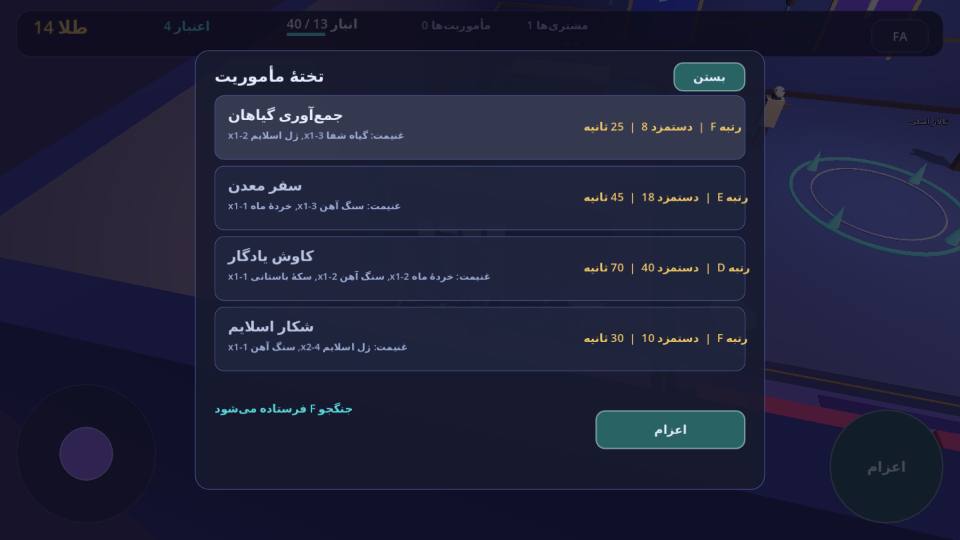 طلا 14
اعتبار 4
انبار 13 / 40
مأموریت‌ها 0
مشتری‌ها 1
FA
تختهٔ مأموریت
بستن
جمع‌آوری گیاهان
غنیمت: گیاه شفا x1-3, ژل اسلایم x1-2
رتبه F | دستمزد 8 | 25 ثانیه
سفر معدن
غنیمت: سنگ آهن x1-3, خردهٔ ماه x1-1
رتبه E | دستمزد 18 | 45 ثانیه
کاوش یادگار
غنیمت: خردهٔ ماه x1-2, سنگ آهن x1-2, سکهٔ باستانی x1-1
رتبه D | دستمزد 40 | 70 ثانیه
شکار اسلایم
غنیمت: ژل اسلایم x2-4, سنگ آهن x1-1
رتبه F | دستمزد 10 | 30 ثانیه
جنگجو F فرستاده می‌شود
اعزام
اعزام